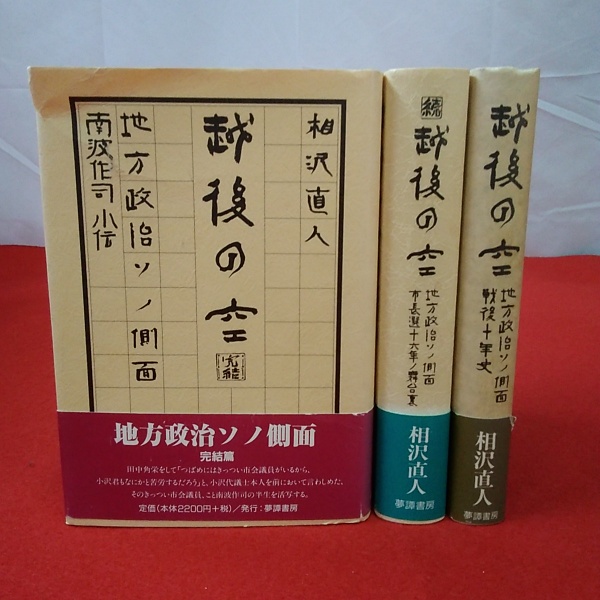 相沢直人
越後の空
完結
地方政治ソノ側面
南波作司 小伝
地方政治ソノ側面
完結篇
田中角栄をして「つばめにはきっつい市会議員がいるから、
小沢君もなにかと苦労するだろう」と、小沢代議士本人を前において言わしめた、
そのきっつい市会議員、こと南波作司の半生を活写する。
定価(本体2200円+税)/発行:夢譚書房
続
越後の空
地方政治ソノ側面
市長選十六年ノ舞台裏
相沢直人
夢譚書房
越後の空
地方政治ソノ側面
戦後十年史
相沢直人
夢譚書房